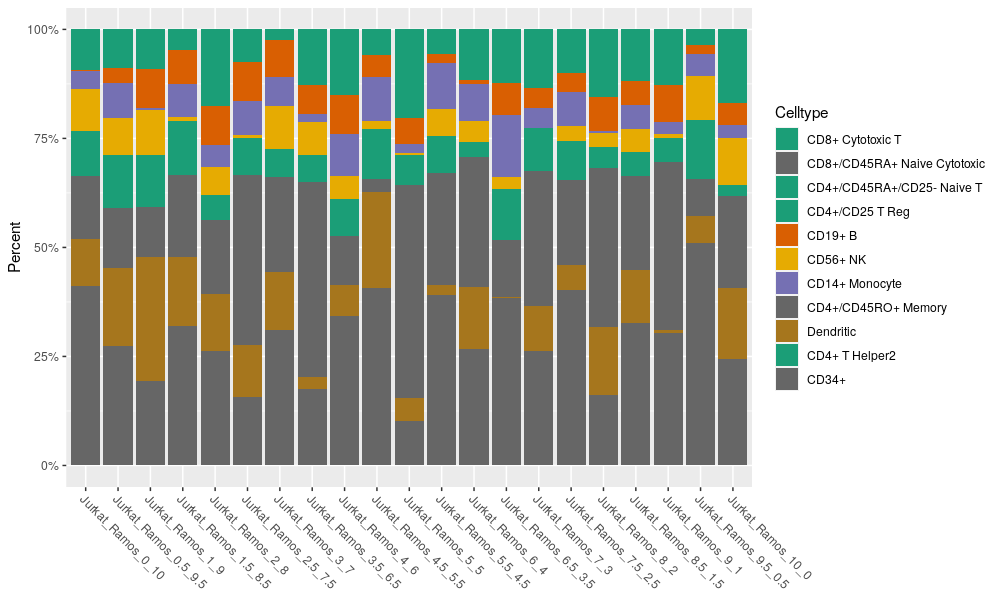 100%
75%
50%
25%
0%
Percent
Jurkat_Ramos_0_10
Jurkat_Ramos_0.5_9.5
Jurkat_Ramos_1_9
Jurkat_Ramos_1.5_8.5
Jurkat_Ramos_2_8
Jurkat_Ramos_2.5_7.5
Jurkat_Ramos_3_7
Jurkat_Ramos_3.5_6.5
Jurkat_Ramos_4_6
Jurkat_Ramos_4.5_5.5
Jurkat_Ramos_5_5
Jurkat_Ramos_5.5_4.5
Jurkat_Ramos_6_4
Jurkat_Ramos_6.5_3.5
Jurkat_Ramos_7_3
Jurkat_Ramos_7.5_2.5
Jurkat_Ramos_8_2
Jurkat_Ramos_8.5_1.5
Jurkat_Ramos_9_1
Jurkat_Ramos_9.5_0.5
Jurkat_Ramos_10_0
Celltype
CD8+ Cytotoxic T
CD8+/CD45RA+ Naive Cytotoxic
CD4+/CD45RA+/CD25- Naive T
CD4+/CD25 T Reg
CD19+ B
CD56+ NK
CD14+ Monocyte
CD4+/CD45RO+ Memory
Dendritic
CD4+ T Helper2
CD34+